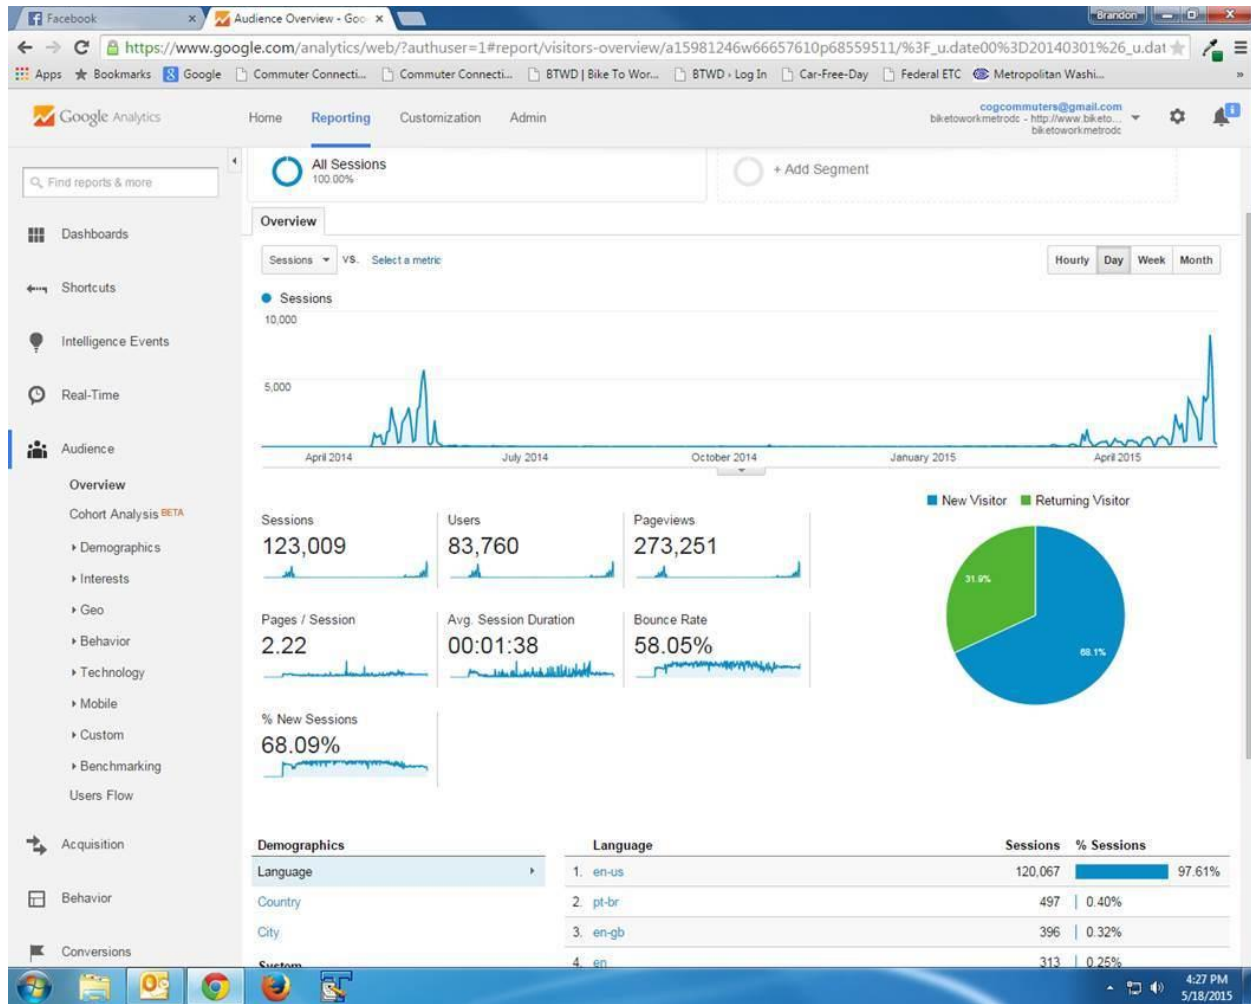 Facebook
Audience Overview - Goo
Brandon
https://www.google.com/analytics/web/?authuser=1#report/visitors-overview/a15981246w66657610p68559511/%3F_u.date00%3D20140301%26_u.dat
Apps Bookmarks Google Commuter Connecti... Commuter Connecti... BTWD | Bike To Wor... BTWD › Log In Car-Free-Day Federal ETC Metropolitan Washi... »
Google Analytics
Home Reporting Customization Admin
cogcommuters@gmail.com
biketoworkmetrodc - http://www.biketo...
biketoworkmetrodc
Find reports & more
All Sessions
100.00%
+ Add Segment
Dashboards
Shortcuts
Intelligence Events
Real-Time
Audience
Overview
Cohort Analysis BETA
Demographics
Interests
Geo
Behavior
Technology
Mobile
Custom
Benchmarking
Users Flow
Acquisition
Behavior
Conversions
Overview
Sessions VS. Select a metric
Hourly Day Week Month
Sessions
10,000
5,000
April 2014 July 2014 October 2014 January 2015 April 2015
New Visitor Returning Visitor
31.9%
68.1%
Sessions Users Pageviews
123,009 83,760 273,251
Pages / Session Avg. Session Duration Bounce Rate
2.22 00:01:38 58.05%
% New Sessions
68.09%
Demographics
Language
Country
City
System
Language Sessions % Sessions
1. en-us 120,067 97.61%
2. pt-br 497 0.40%
3. en-gb 396 0.32%
4. en 313 0.25%
4:27 PM
5/18/2015